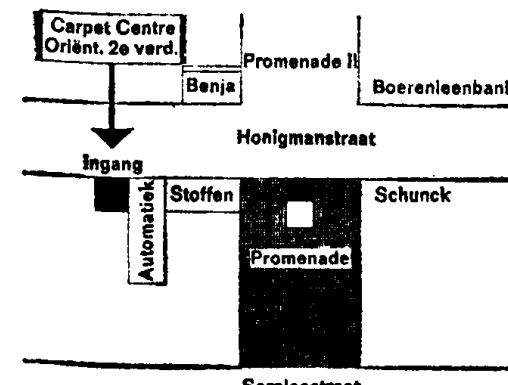 Carpet Centre
Oriënt. 2e verd.
Promenade II
Benja
Boerenleenbank
Honigmanstraat
Ingang
Automatiek
Stoffen
Schunck
Promenade